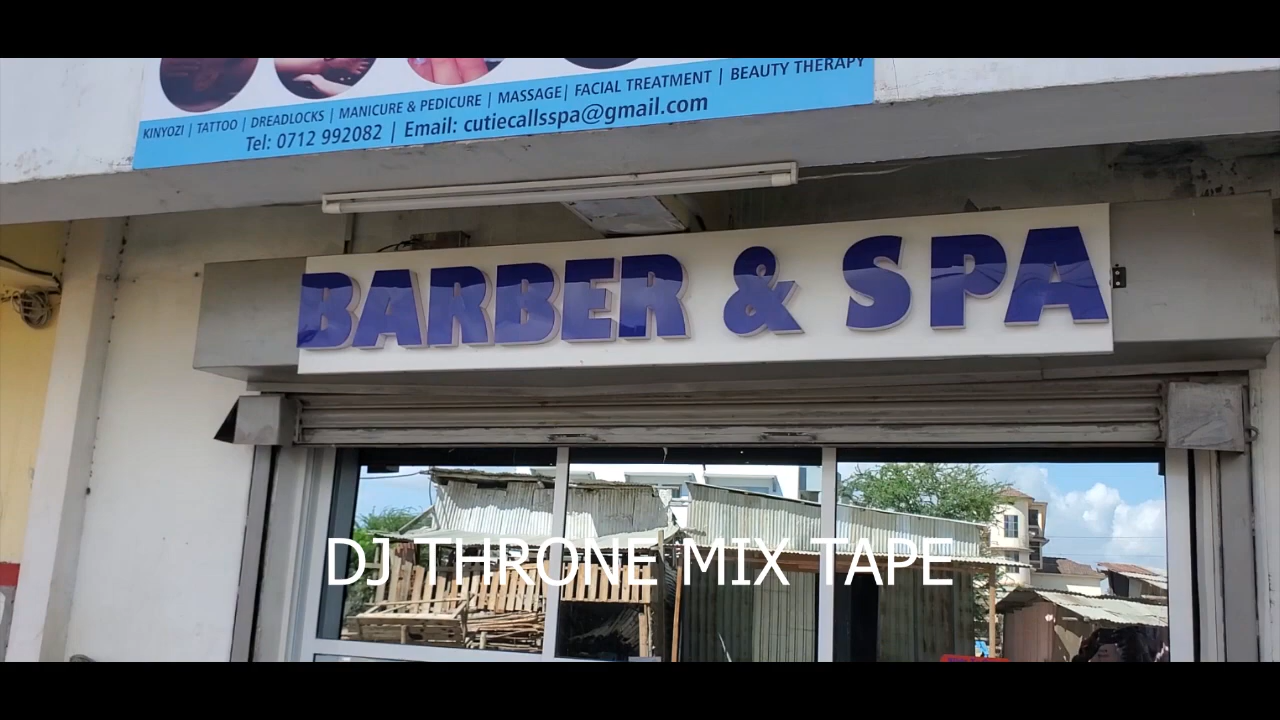 KINYOZI | TATTOO | DREADLOCKS | MANICURE & PEDICURE | MASSAGE| FACIAL TREATMENT | BEAUTY THERAPY
Tel: 0712 992082 | Email: cutiecallsspa@gmail.com
BARBER & SPA
DJ THRONE MIX TAPE